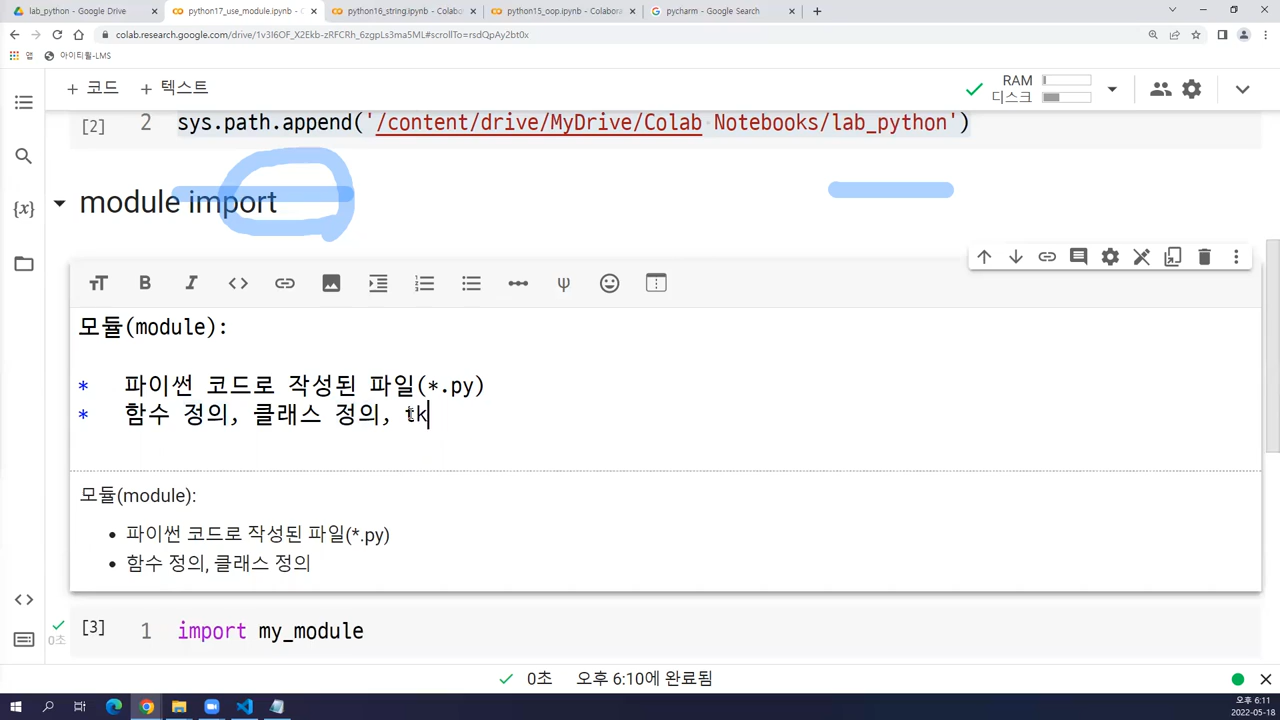 lab_python - Google Drive
python17_use_module.ipynb - C
python16_string.ipynb - Colab
python15_oop.ipynb - Colabora
pycharm - Google Search
colab.research.google.com/drive/1v3I6OF_X2Ekb-zRFCRh_6zgpLs3ma5ML#scrollTo=rsdQpAy2bt0x
앱
아이티윌-LMS
+ 코드 + 텍스트
RAM
디스크
[2] 2 sys.path.append('/content/drive/MyDrive/Colab Notebooks/lab_python')
{x}
module import
모듈(module):
* 파이썬 코드로 작성된 파일(*.py)
* 함수 정의, 클래스 정의, tk
모듈(module):
• 파이썬 코드로 작성된 파일(*.py)
• 함수 정의, 클래스 정의
0초
[3] 1 import my_module
0초 오후 6:10에 완료됨
오후 6:11
2022-05-18